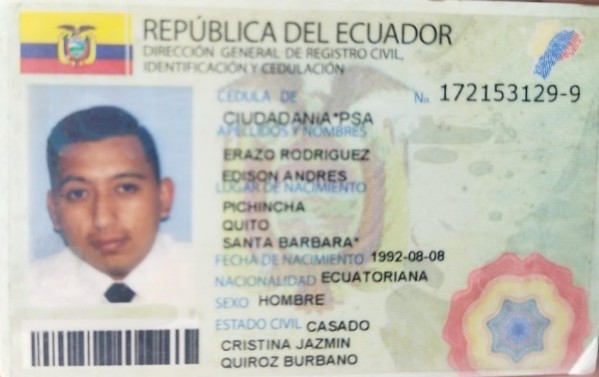 REPÚBLICA DEL ECUADOR
DIRECCIÓN GENERAL DE REGISTRO CIVIL,
IDENTIFICACIÓN Y CEDULACIÓN
CÉDULA DE No. 172153129-9
CIUDADANIA*PSA
APELLIDOS Y NOMBRES
ERAZO RODRIGUEZ
EDISON ANDRES
LUGAR DE NACIMIENTO
PICHINCHA
QUITO
SANTA BARBARA*
FECHA DE NACIMIENTO 1992-08-08
NACIONALIDAD ECUATORIANA
SEXO HOMBRE
ESTADO CIVIL CASADO
CRISTINA JAZMIN
QUIROZ BURBANO